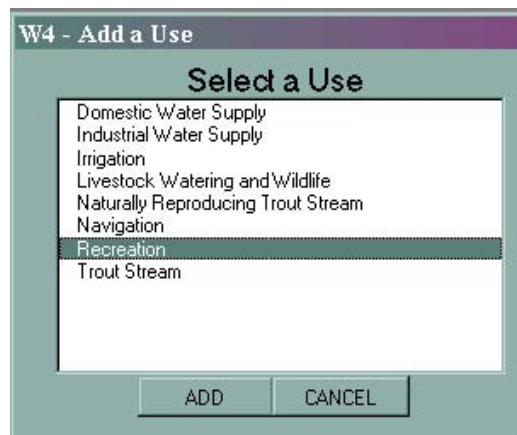 W4 - Add a Use
Select a Use
Domestic Water Supply
Industrial Water Supply
Irrigation
Livestock Watering and Wildlife
Naturally Reproducing Trout Stream
Navigation
Recreation
Trout Stream
ADD CANCEL